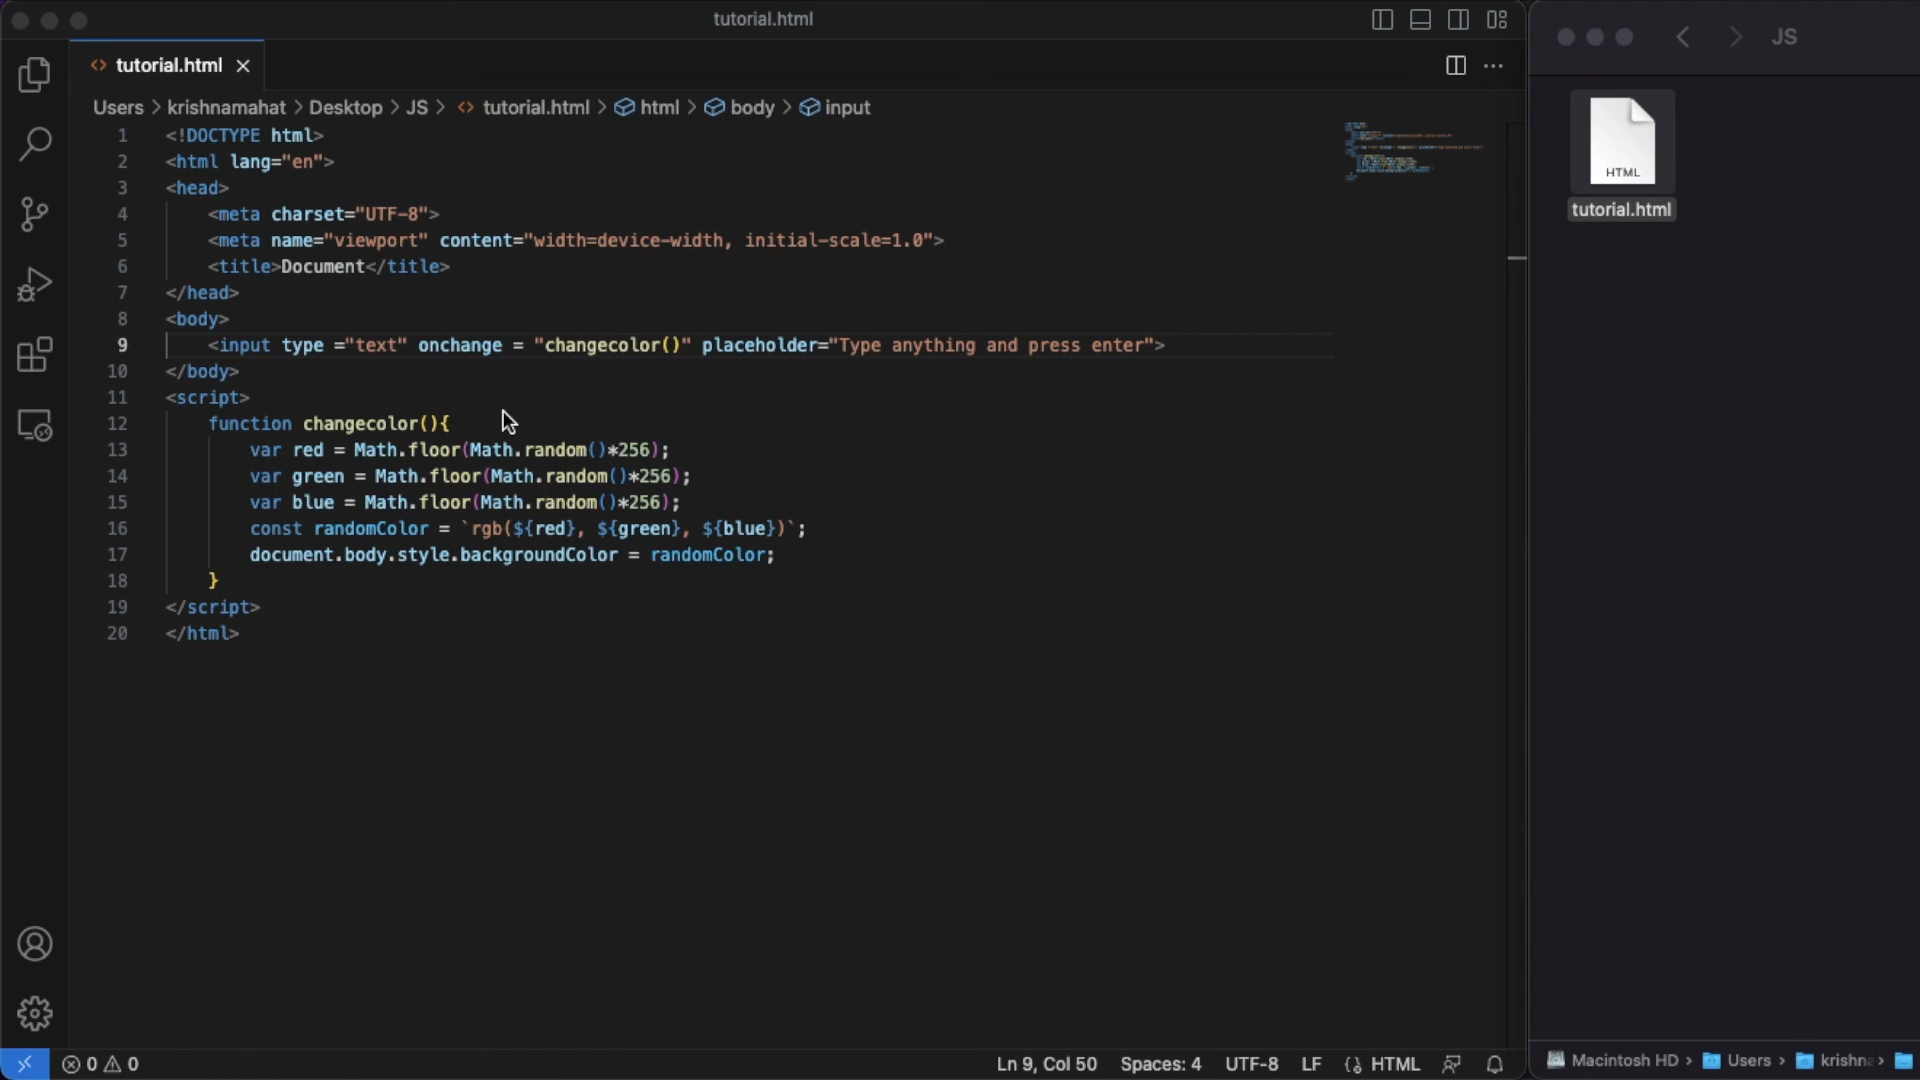 tutorial.html
tutorial.html
Users > krishnamahat > Desktop > JS > <> tutorial.html > html > body > input
1 <!DOCTYPE html>
2 <html lang="en">
3 <head>
4 <meta charset="UTF-8">
5 <meta name="viewport" content="width=device-width, initial-scale=1.0">
6 <title>Document</title>
7 </head>
8 <body>
9 <input type ="text" onchange = "changecolor()" placeholder="Type anything and press enter">
10 </body>
11 <script>
12 function changecolor(){
13 var red = Math.floor(Math.random()*256);
14 var green = Math.floor(Math.random()*256);
15 var blue = Math.floor(Math.random()*256);
16 const randomColor = `rgb(${red}, ${green}, ${blue})`;
17 document.body.style.backgroundColor = randomColor;
18 }
19 </script>
20 </html>
0 0
Ln 9, Col 50 Spaces: 4 UTF-8 LF {} HTML
JS
HTML
tutorial.html
Macintosh HD > Users > krishna >